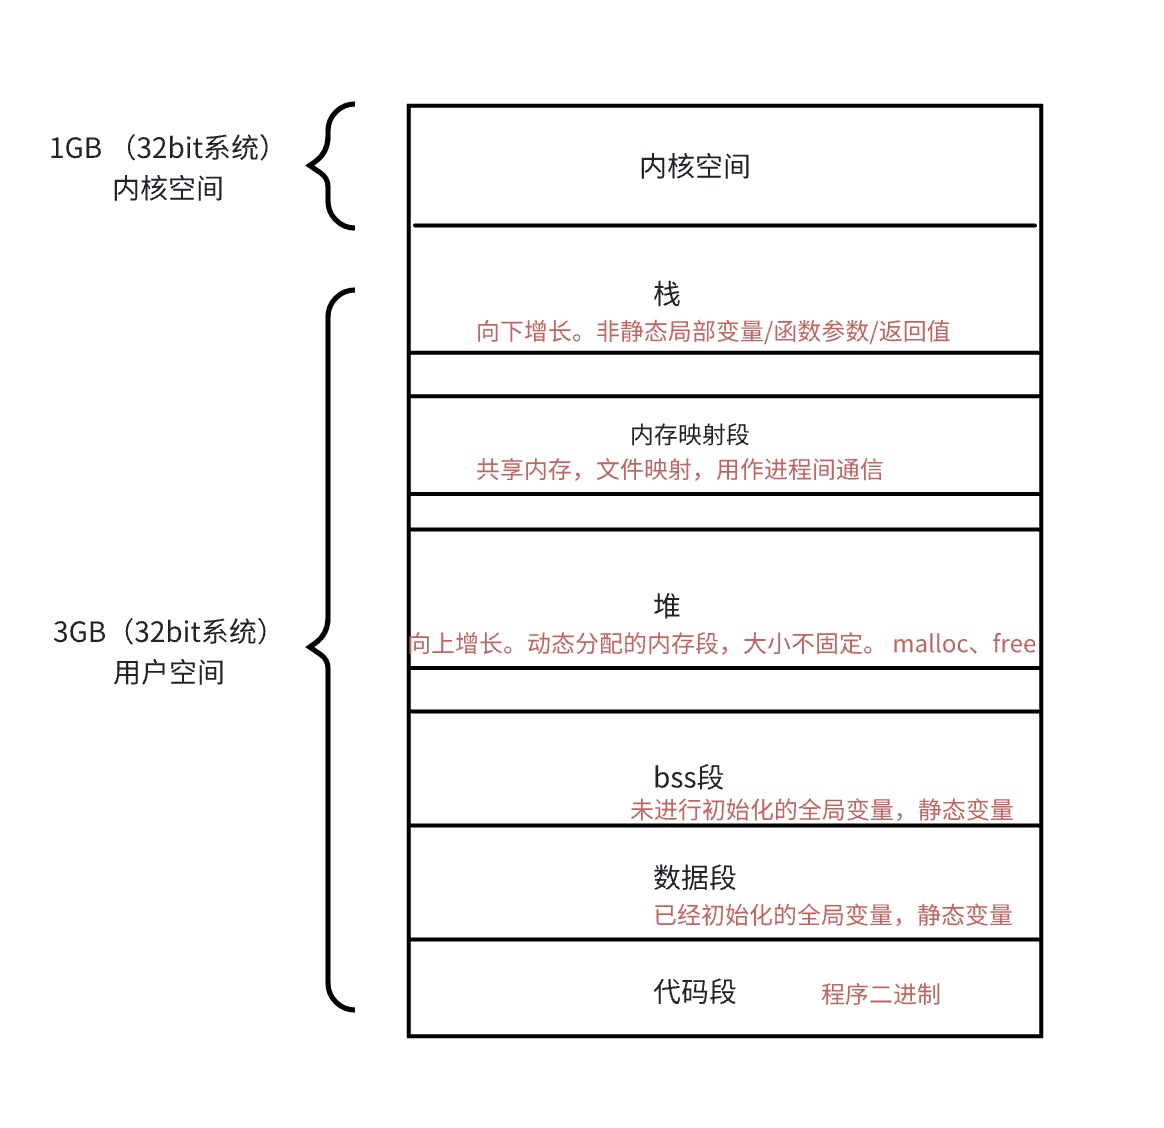 1GB （32bit系统）
内核空间
内核空间
栈
向下增长。非静态局部变量/函数参数/返回值
内存映射段
共享内存，文件映射，用作进程间通信
3GB（32bit系统）
用户空间
堆
向上增长。动态分配的内存段，大小不固定。 malloc、free
bss段
未进行初始化的全局变量，静态变量
数据段
已经初始化的全局变量，静态变量
代码段 程序二进制